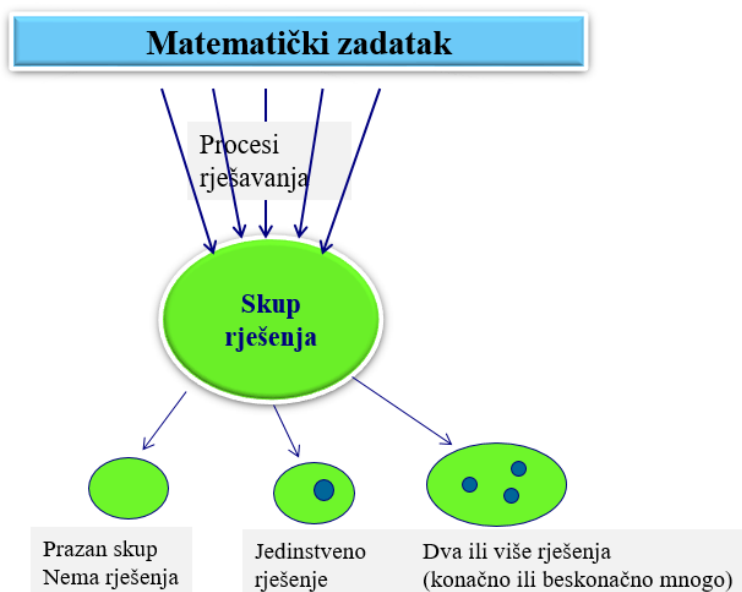 Matematički zadatak
Procesi
rješavanja
Skup
rješenja
Prazan skup
Nema rješenja
Jedinstveno
rješenje
Dva ili više rješenja
(konačno ili beskonačno mnogo)